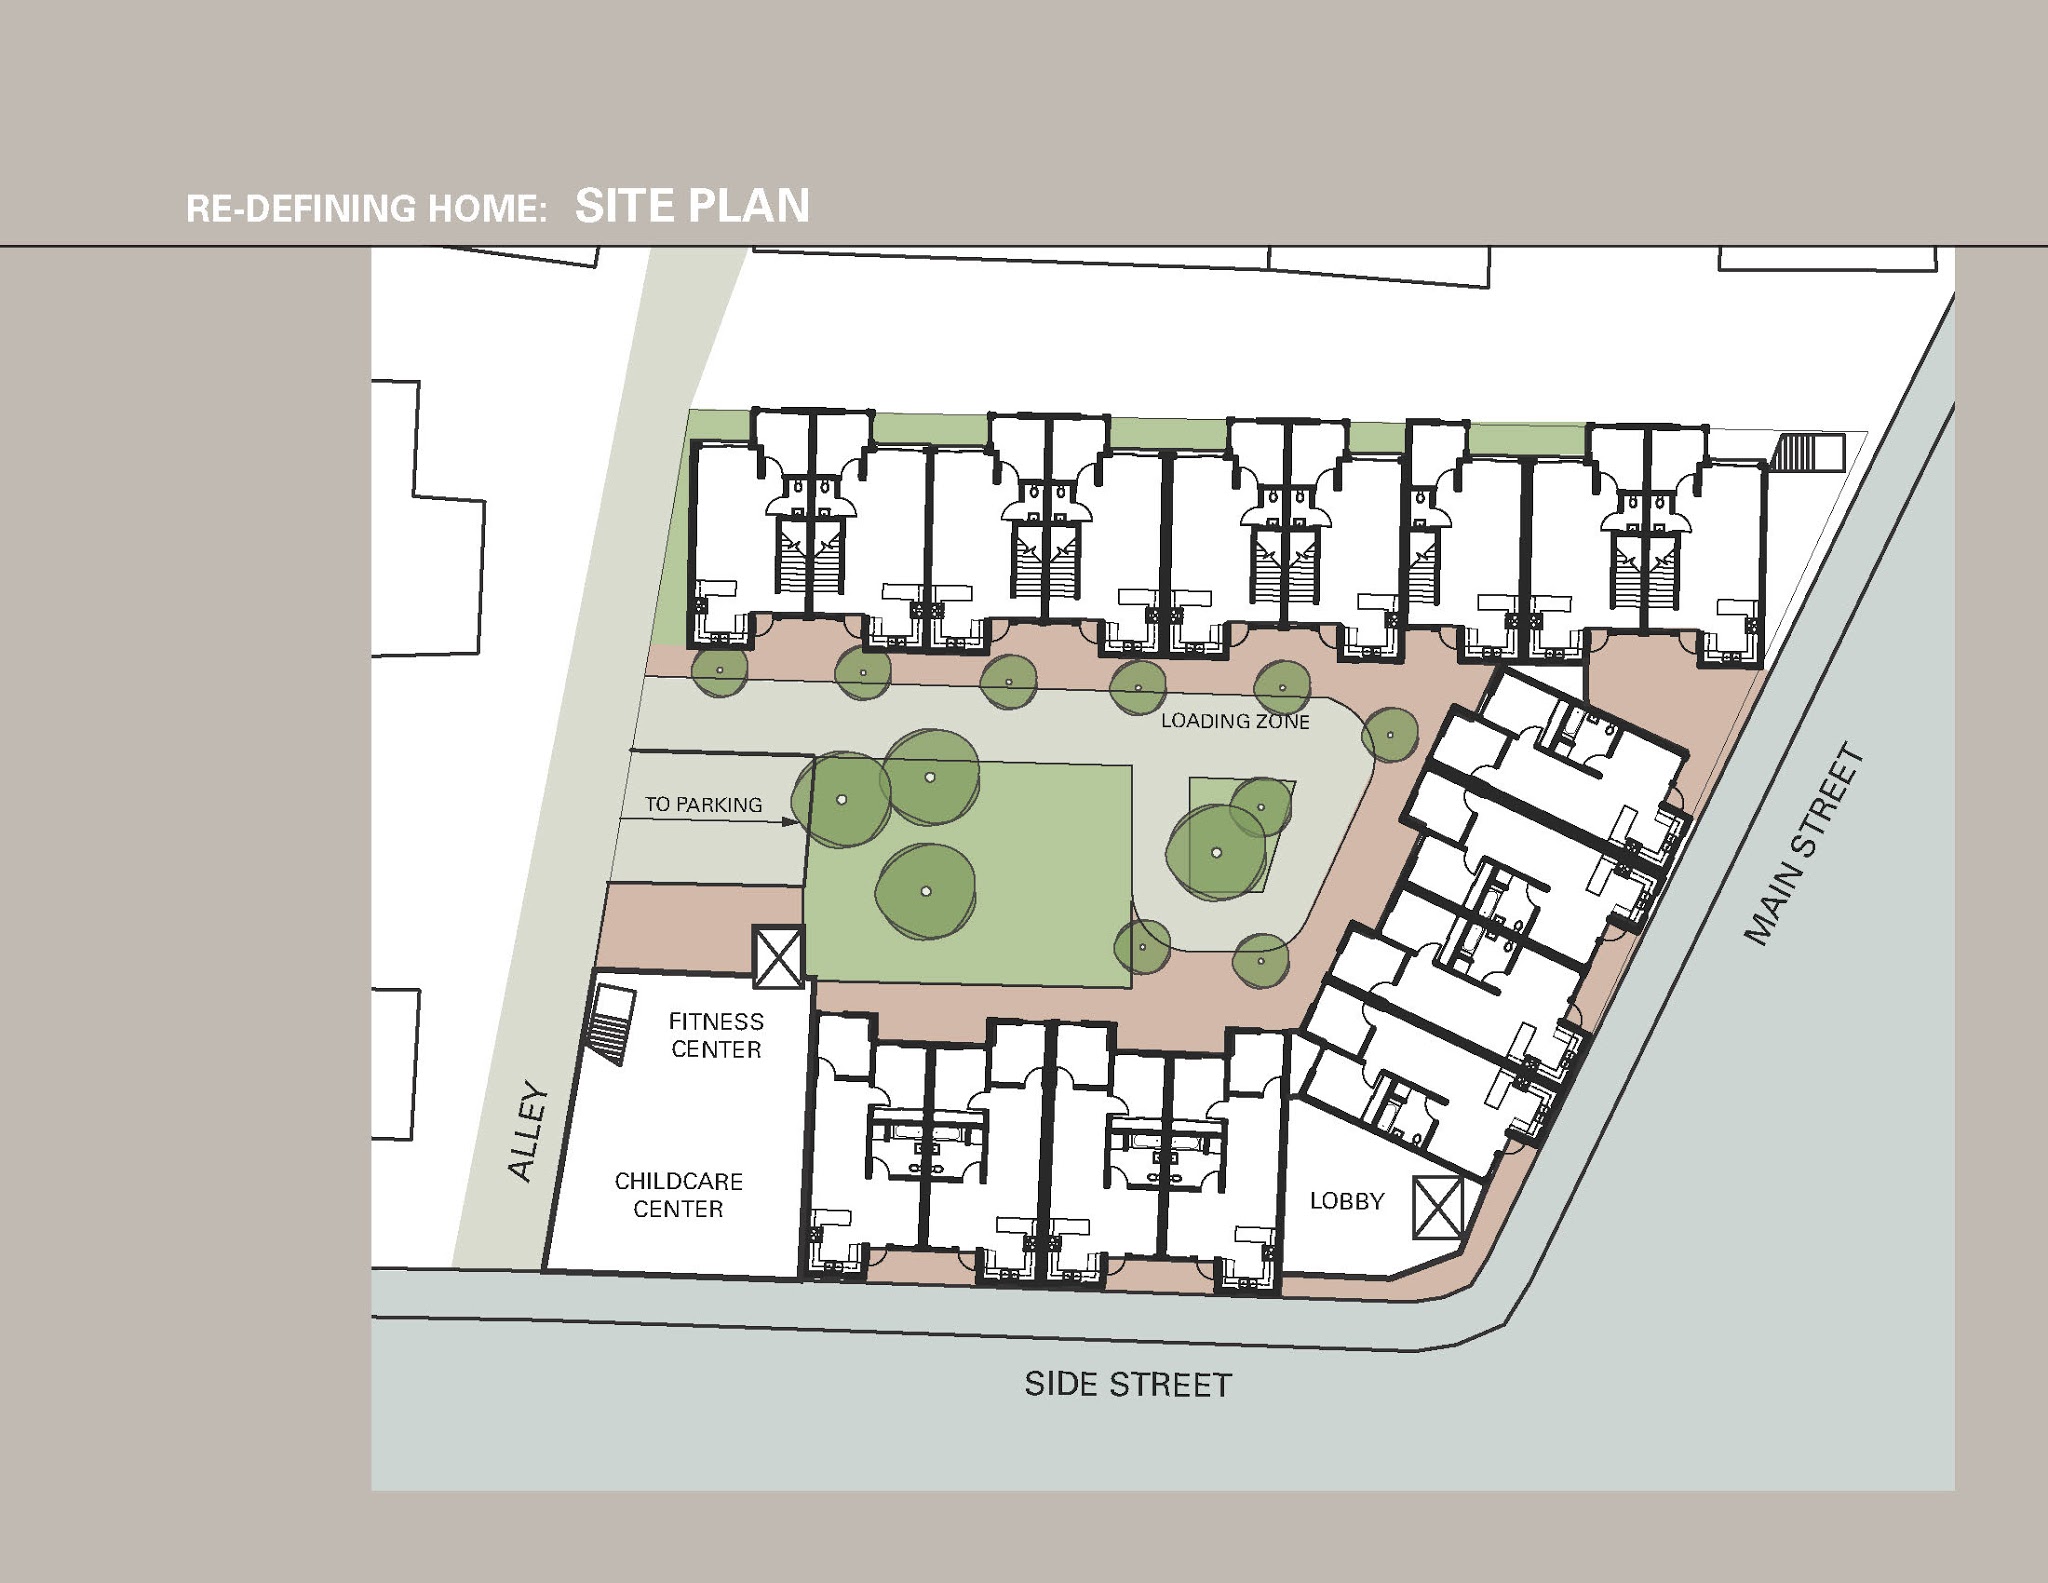 RE-DEFINING HOME: SITE PLAN
LOADING ZONE
TO PARKING
MAIN STREET
FITNESS
CENTER
ALLEY
CHILDCARE
CENTER
LOBBY
SIDE STREET